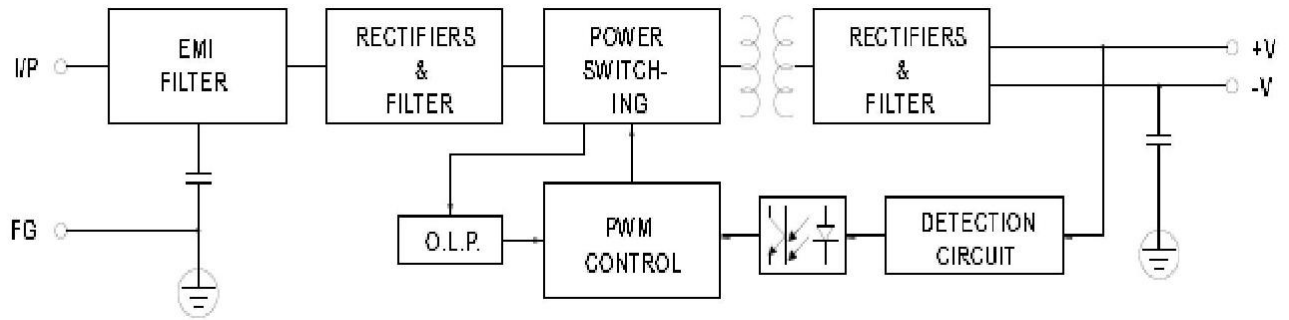 I/P
EMI
FILTER
RECTIFIERS
&
FILTER
POWER
SWITCH-
ING
RECTIFIERS
&
FILTER
+V
-V
FG
O.L.P.
PWM
CONTROL
DETECTION
CIRCUIT